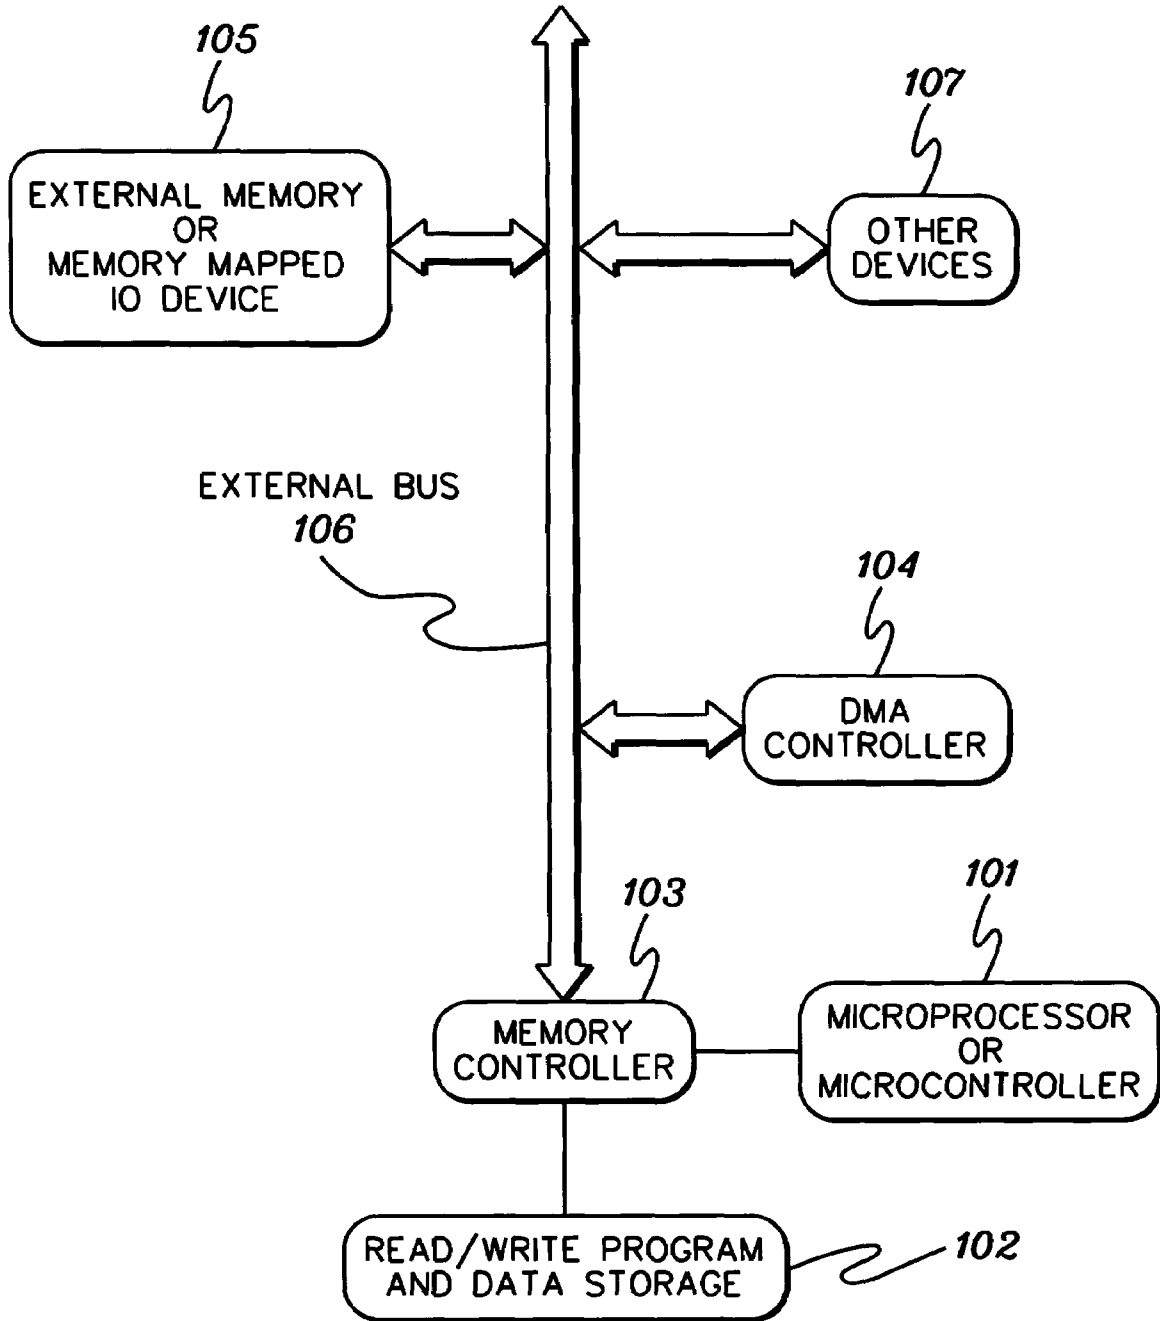 105
EXTERNAL MEMORY
OR
MEMORY MAPPED
IO DEVICE
107
OTHER
DEVICES
EXTERNAL BUS
106
104
DMA
CONTROLLER
103
MEMORY
CONTROLLER
101
MICROPROCESSOR
OR
MICROCONTROLLER
READ/WRITE PROGRAM
AND DATA STORAGE
102